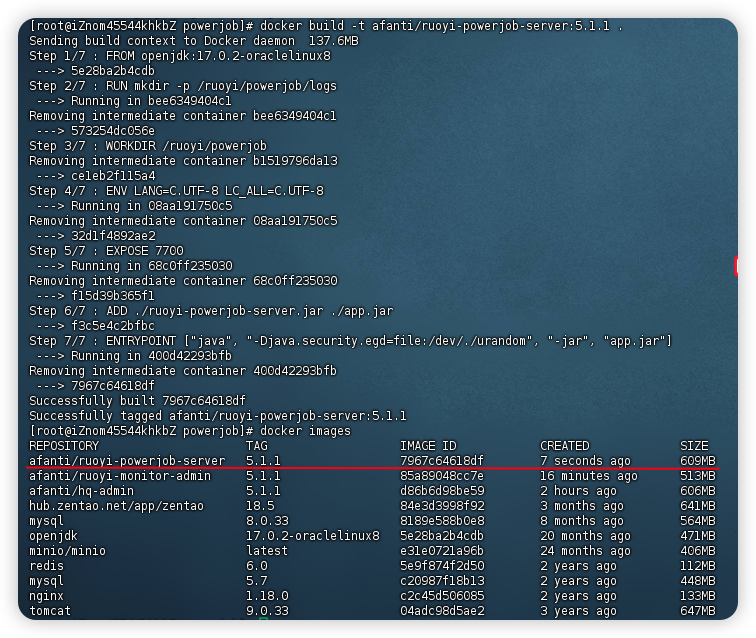 [root@iZnom45544khkbZ powerjob]# docker build -t afanti/ruoyi-powerjob-server:5.1.1 .
Sending build context to Docker daemon  137.6MB
Step 1/7 : FROM openjdk:17.0.2-oraclelinux8
 ---> 5e28ba2b4cdb
Step 2/7 : RUN mkdir -p /ruoyi/powerjob/logs
 ---> Running in bee6349404c1
Removing intermediate container bee6349404c1
 ---> 573254dc056e
Step 3/7 : WORKDIR /ruoyi/powerjob
Removing intermediate container b1519796da13
 ---> ce1eb2f115a4
Step 4/7 : ENV LANG=C.UTF-8 LC_ALL=C.UTF-8
 ---> Running in 08aa191750c5
Removing intermediate container 08aa191750c5
 ---> 32d1f4892ae2
Step 5/7 : EXPOSE 7700
 ---> Running in 68c0ff235030
Removing intermediate container 68c0ff235030
 ---> f15d39b365f1
Step 6/7 : ADD ./ruoyi-powerjob-server.jar ./app.jar
 ---> f3c5e4c2bfbc
Step 7/7 : ENTRYPOINT ["java", "-Djava.security.egd=file:/dev/./urandom", "-jar", "app.jar"]
 ---> Running in 400d42293bfb
Removing intermediate container 400d42293bfb
 ---> 7967c64618df
Successfully built 7967c64618df
Successfully tagged afanti/ruoyi-powerjob-server:5.1.1
[root@iZnom45544khkbZ powerjob]# docker images
REPOSITORY TAG IMAGE ID CREATED SIZE
afanti/ruoyi-powerjob-server 5.1.1 7967c64618df 7 seconds ago 609MB
afanti/ruoyi-monitor-admin 5.1.1 85a89048cc7e 16 minutes ago 513MB
afanti/hq-admin 5.1.1 d86b6d98be59 2 hours ago 606MB
hub.zentao.net/app/zentao 18.5 84e3d3998f92 3 months ago 641MB
mysql 8.0.33 8189e588b0e8 8 months ago 564MB
openjdk 17.0.2-oraclelinux8 5e28ba2b4cdb 20 months ago 471MB
minio/minio latest e31e0721a96b 24 months ago 406MB
redis 6.0 5e9f874f2d50 2 years ago 112MB
mysql 5.7 c20987f18b13 2 years ago 448MB
nginx 1.18.0 c2c45d506085 2 years ago 133MB
tomcat 9.0.33 04adc98d5ae2 3 years ago 647MB